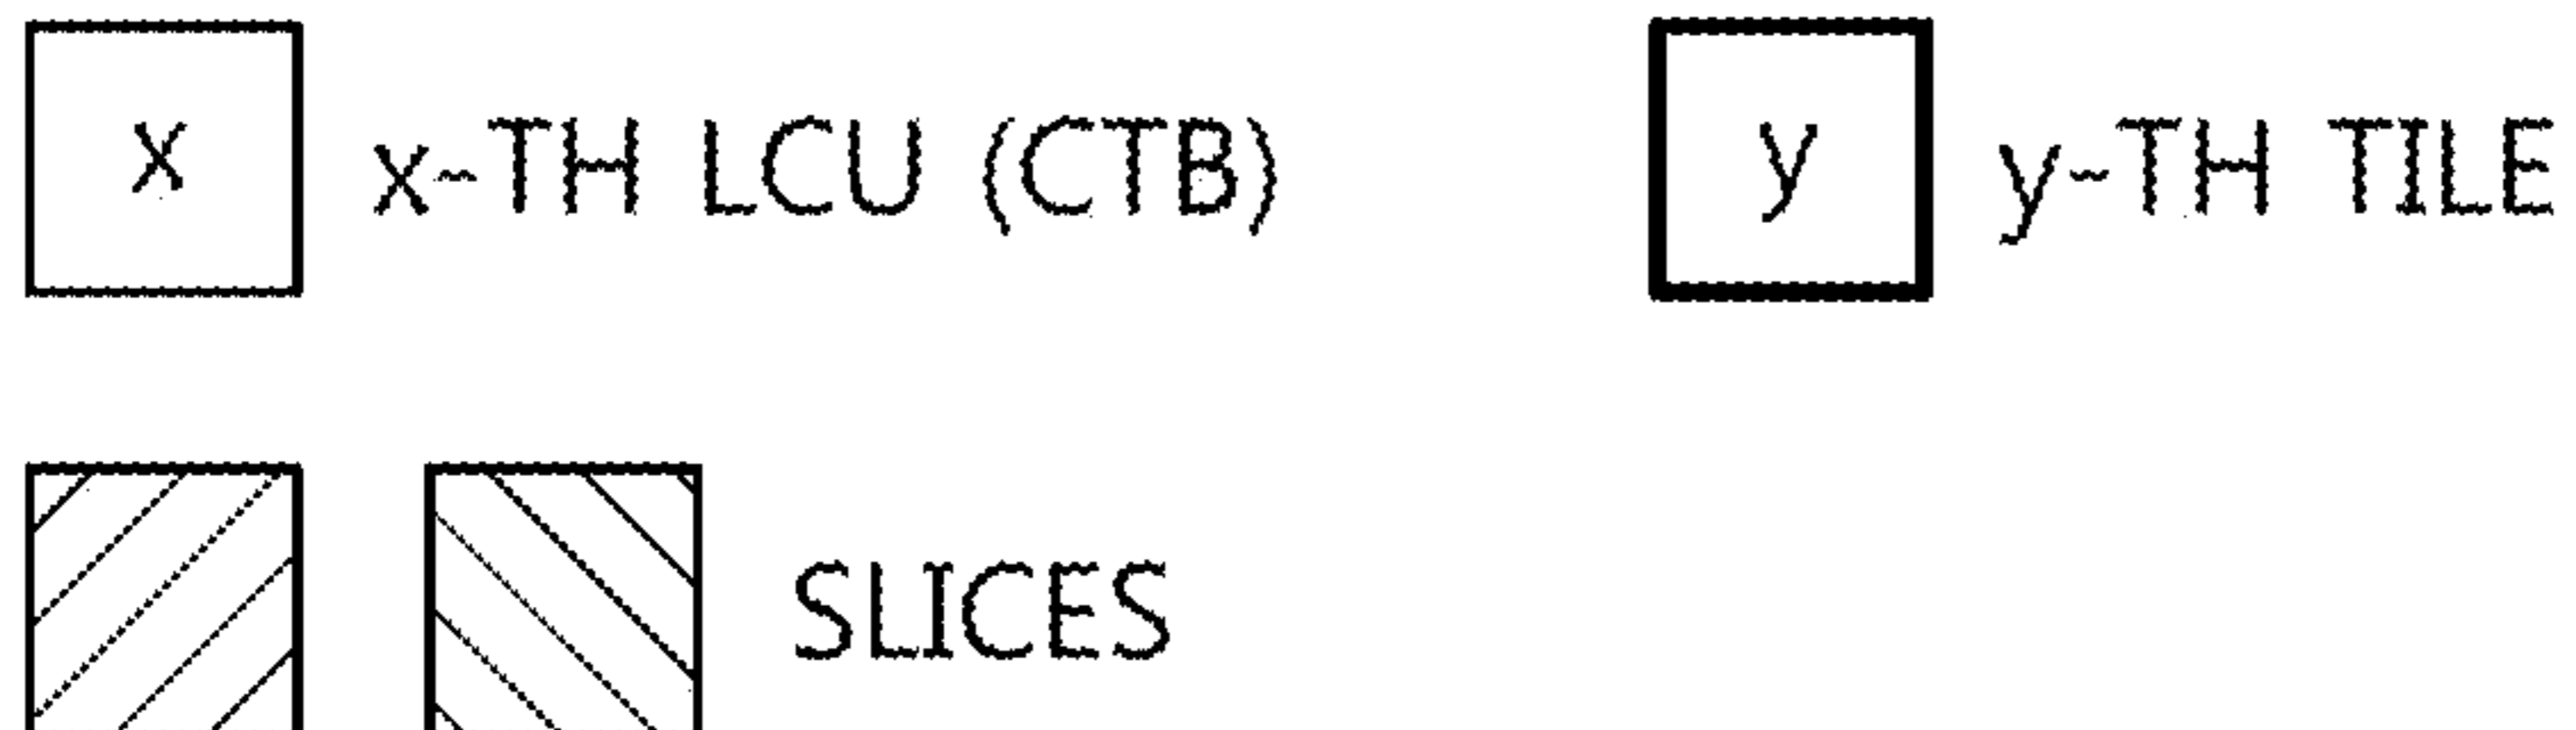 x x-TH LCU (CTB) y y-TH TILE
SLICES